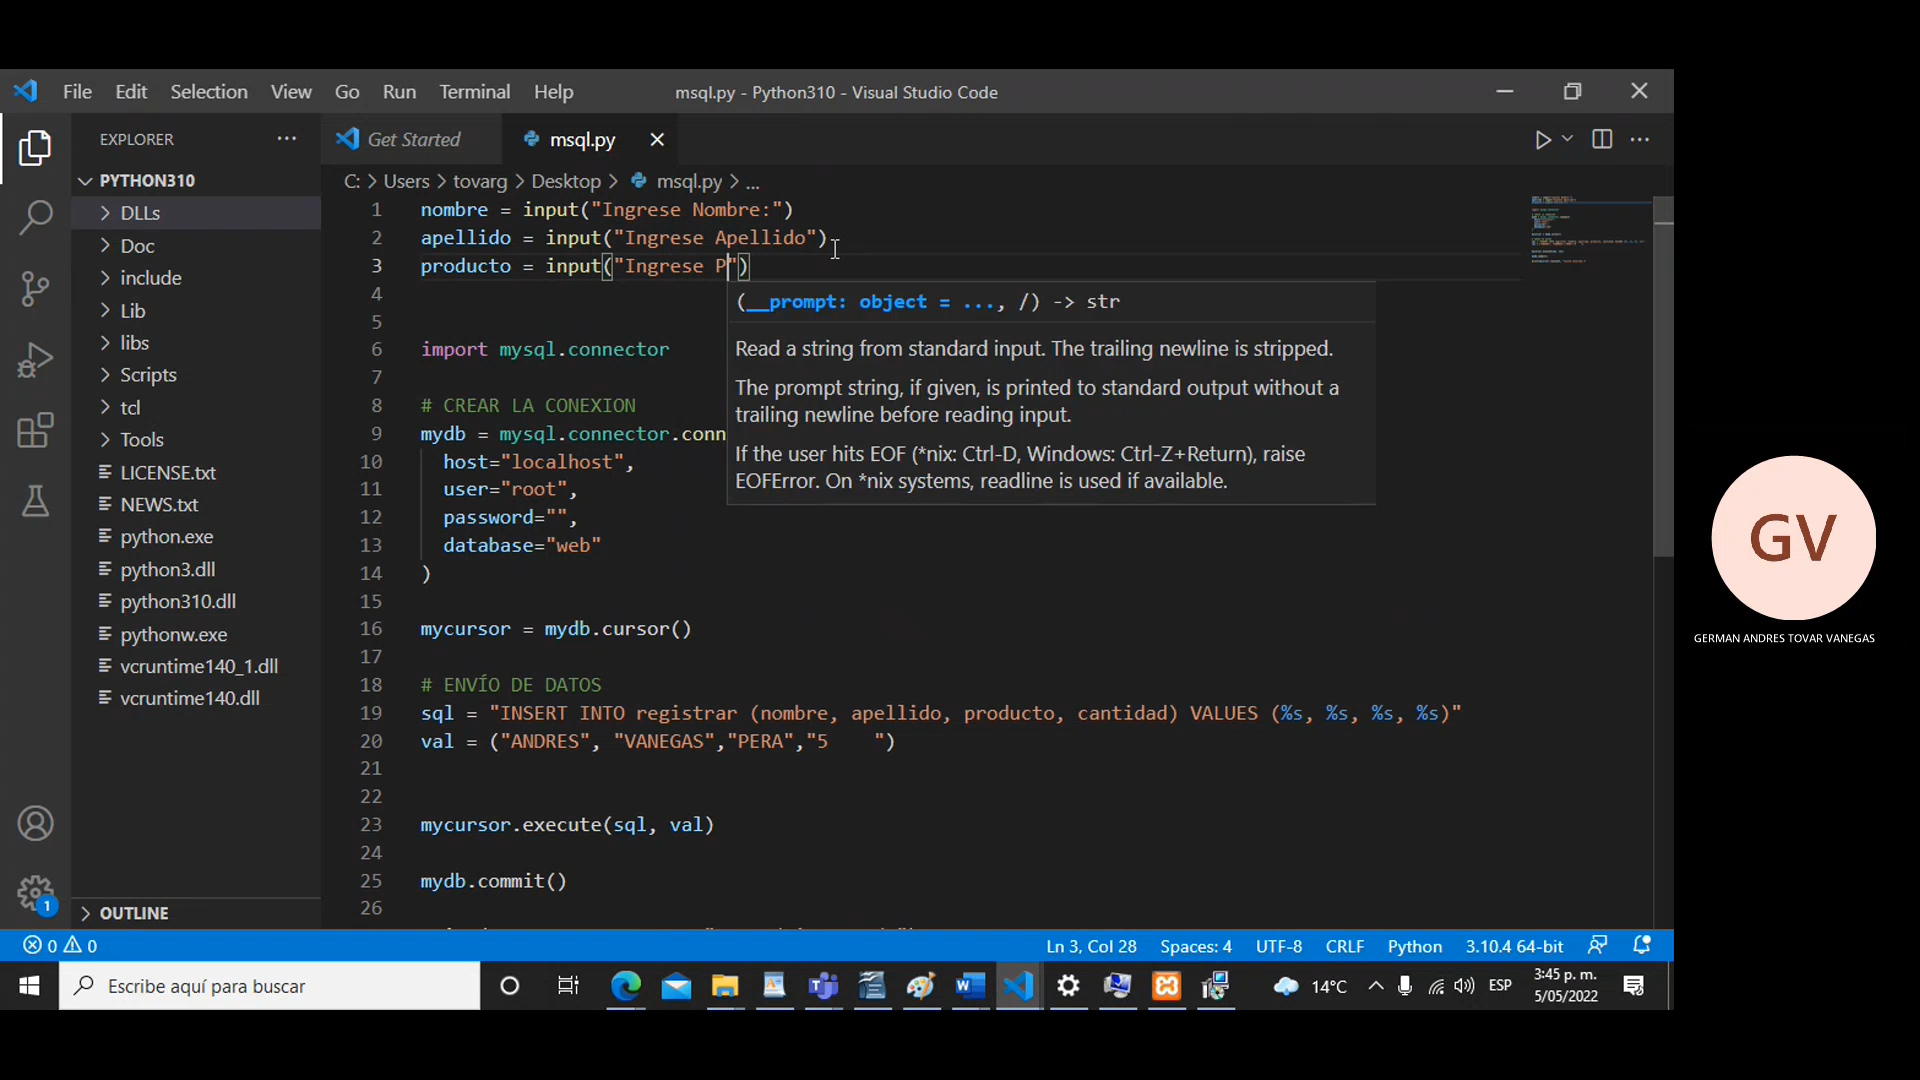 File Edit Selection View Go Run Terminal Help msql.py - Python310 - Visual Studio Code
EXPLORER ...
Get Started msql.py
PYTHON310
C: > Users > tovarg > Desktop > msql.py > ...
DLLs
Doc
include
Lib
libs
Scripts
tcl
Tools
LICENSE.txt
NEWS.txt
python.exe
python3.dll
python310.dll
pythonw.exe
vcruntime140_1.dll
vcruntime140.dll
OUTLINE
1 nombre = input("Ingrese Nombre:")
2 apellido = input("Ingrese Apellido")
3 producto = input("Ingrese P")
4
5
6 import mysql.connector
7
8 # CREAR LA CONEXION
9 mydb = mysql.connector.conn
10 host="localhost",
11 user="root",
12 password="",
13 database="web"
14 )
15
16 mycursor = mydb.cursor()
17
18 # ENVÍO DE DATOS
19 sql = "INSERT INTO registrar (nombre, apellido, producto, cantidad) VALUES (%s, %s, %s, %s)"
20 val = ("ANDRES", "VANEGAS","PERA","5    ")
21
22
23 mycursor.execute(sql, val)
24
25 mydb.commit()
26
(__prompt: object = ..., /) -> str
Read a string from standard input. The trailing newline is stripped.
The prompt string, if given, is printed to standard output without a
trailing newline before reading input.
If the user hits EOF (*nix: Ctrl-D, Windows: Ctrl-Z+Return), raise
EOFError. On *nix systems, readline is used if available.
GV
GERMAN ANDRES TOVAR VANEGAS
1
0 0 Ln 3, Col 28 Spaces: 4 UTF-8 CRLF Python 3.10.4 64-bit
Escribe aquí para buscar
14°C ESP
3:45 p. m.
5/05/2022